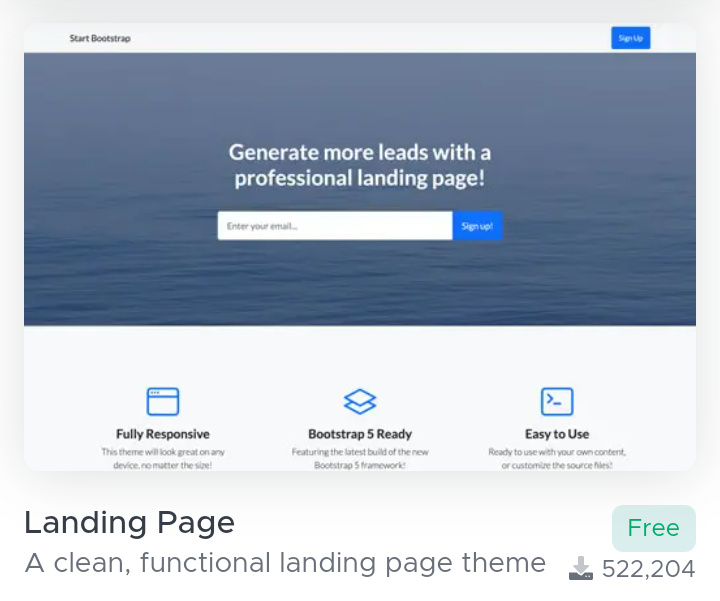 Start Bootstrap
Sign Up
Generate more leads with a
professional landing page!
Enter your email...
Sign up!
Fully Responsive
This theme will look great on any
device, no matter the size!
Bootstrap 5 Ready
Featuring the latest build of the new
Bootstrap 5 framework!
Easy to Use
Ready to use with your own content,
or customize the source files!
Landing Page
Free
A clean, functional landing page theme
522,204